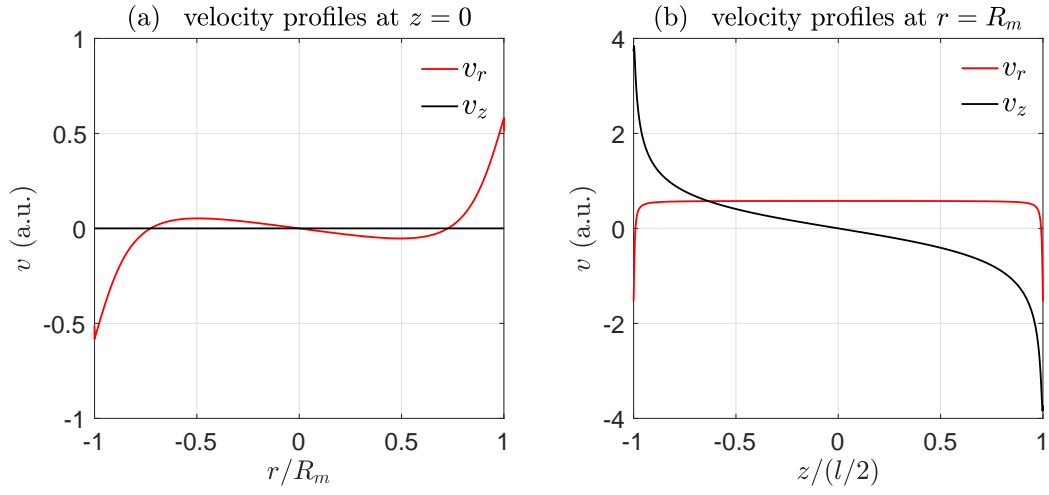 (a) velocity profiles at z = 0
1
0.5
0
-0.5
-1
v (a.u.)
v_r
v_z
-1 -0.5 0 0.5 1
r/R_m
(b) velocity profiles at r = R_m
4
2
0
-2
-4
v (a.u.)
v_r
v_z
-1 -0.5 0 0.5 1
z/(l/2)